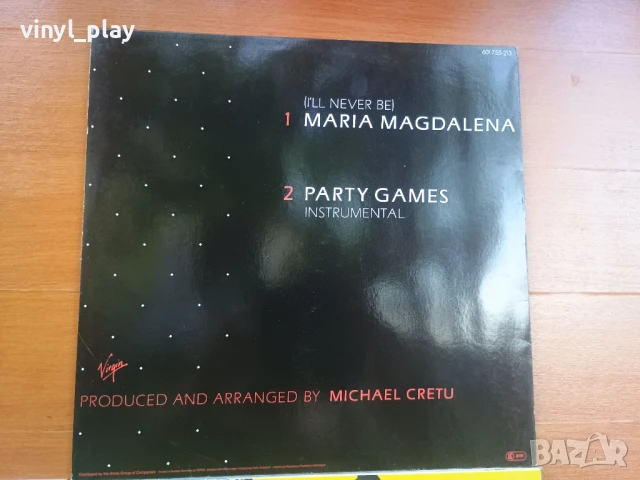 vinyl_play
601 755-213
(I'LL NEVER BE)
1 MARIA MAGDALENA
2 PARTY GAMES
INSTRUMENTAL
Virgin
PRODUCED AND ARRANGED BY MICHAEL CRETU
BAZAR